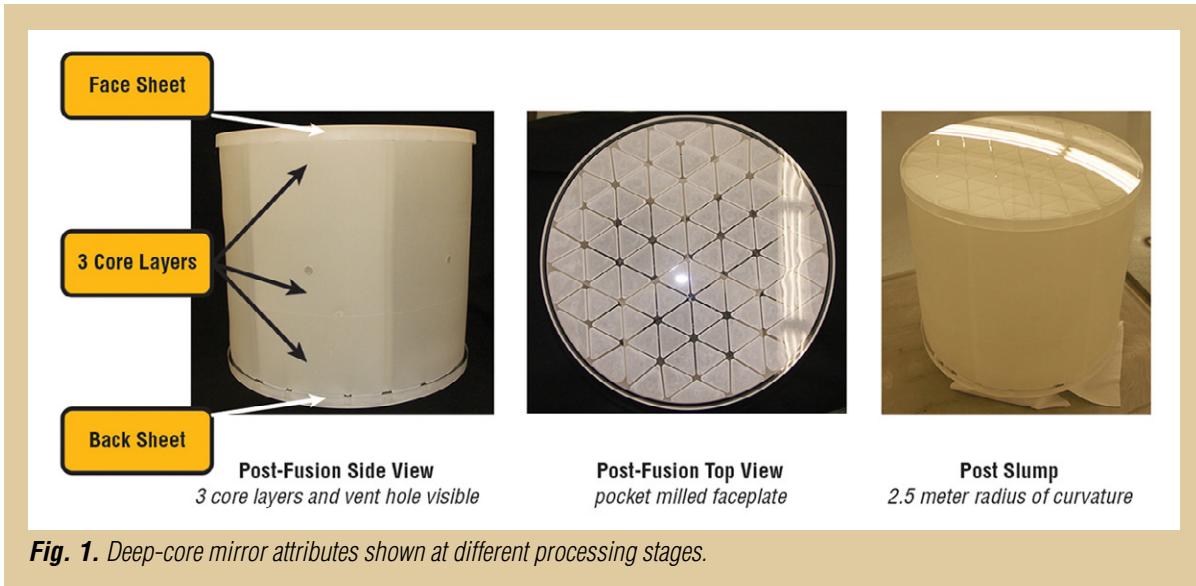 Face Sheet
3 Core Layers
Back Sheet
Post-Fusion Side View
3 core layers and vent hole visible
Post-Fusion Top View
pocket milled faceplate
Post Slump
2.5 meter radius of curvature
Fig. 1. Deep-core mirror attributes shown at different processing stages.